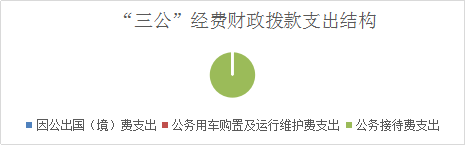 “三公”经费财政拨款支出结构
因公出国（境）费支出 公务用车购置及运行维护费支出 公务接待费支出